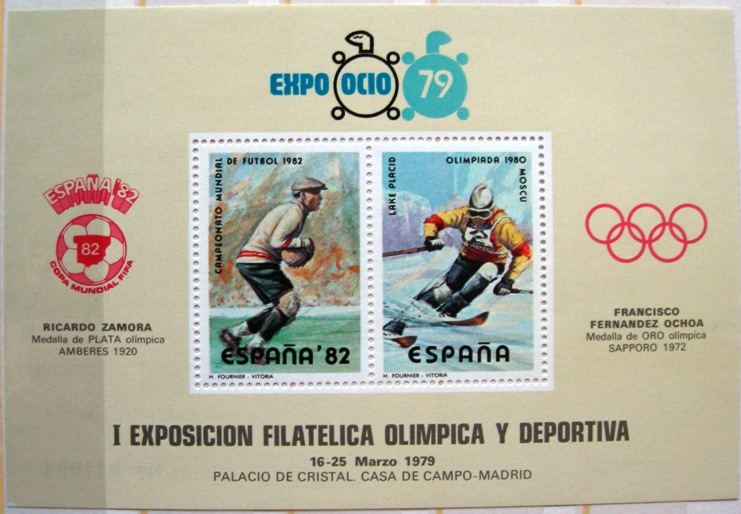 EXPO OCIO 79
ESPAÑA '82
82
COPA MUNDIAL FIFA
RICARDO ZAMORA
Medalla de PLATA olímpica
AMBERES 1920
CAMPEONATO MUNDIAL
DE FUTBOL 1982
ESPAÑA '82
H. FOURNIER - VITORIA
LAKE PLACID
OLIMPIADA 1980
MOSCU
ESPAÑA
H. FOURNIER - VITORIA
FRANCISCO
FERNANDEZ OCHOA
Medalla de ORO olímpica
SAPPORO 1972
I EXPOSICION FILATELICA OLIMPICA Y DEPORTIVA
16-25 Marzo 1979
PALACIO DE CRISTAL. CASA DE CAMPO-MADRID